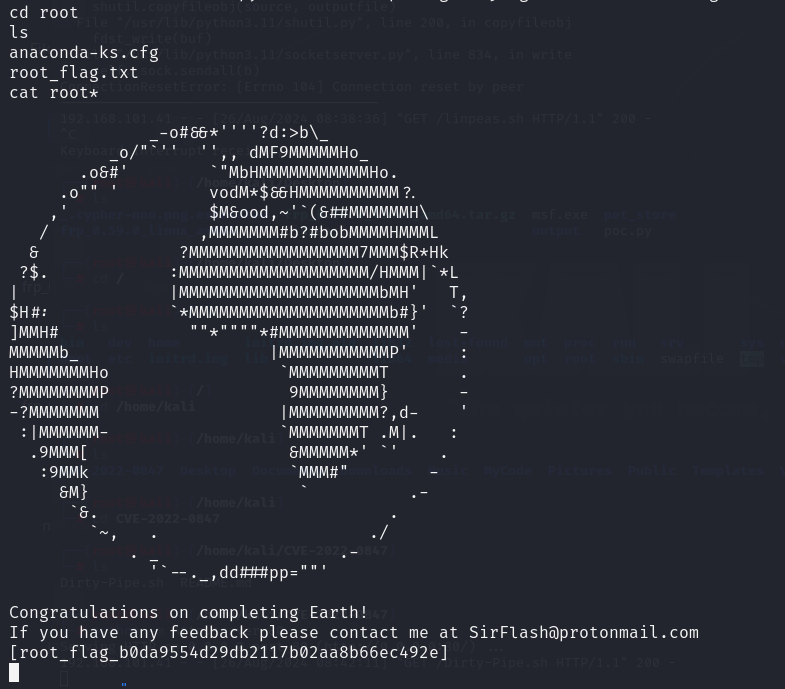 cd root
ls
anaconda-ks.cfg
root_flag.txt
cat root*
              _-o#&&*''''?d:>b\_
          _o/"`''  '',, dMF9MMMMMHo_
       .o&#'        `"MbHMMMMMMMMMMMHo.
     .o"" '         vodM*$&&HMMMMMMMMMM?.
    ,'              $M&ood,~'`(&##MMMMMMH\
   /               ,MMMMMMM#b?#bobMMMMHMMML
  &              ?MMMMMMMMMMMMMMMMM7MMM$R*Hk
 ?$.            :MMMMMMMMMMMMMMMMMMM/HMMM|`*L
|               |MMMMMMMMMMMMMMMMMMMMbMH'   T,
$H#:            `*MMMMMMMMMMMMMMMMMMMMb#}'  `?
]MMH#             ""*""""*#MMMMMMMMMMMMM'    -
MMMMMb_                   |MMMMMMMMMMMP'     :
HMMMMMMMHo                 `MMMMMMMMMT       .
?MMMMMMMMP                  9MMMMMMMM}       -
-?MMMMMMM                  |MMMMMMMMM?,d-    '
 :|MMMMMM-                 `MMMMMMMT .M|.   :
  .9MMM[                    &MMMMM*' `'    .
   :9MMk                    `MMM#"        -
     &M}                     `          .-
      `&.                             .
        `~,   .                     ./
            . _                  .-
              '`--._,dd###pp=""'
Congratulations on completing Earth!
If you have any feedback please contact me at SirFlash@protonmail.com
[root_flag_b0da9554d29db2117b02aa8b66ec492e]